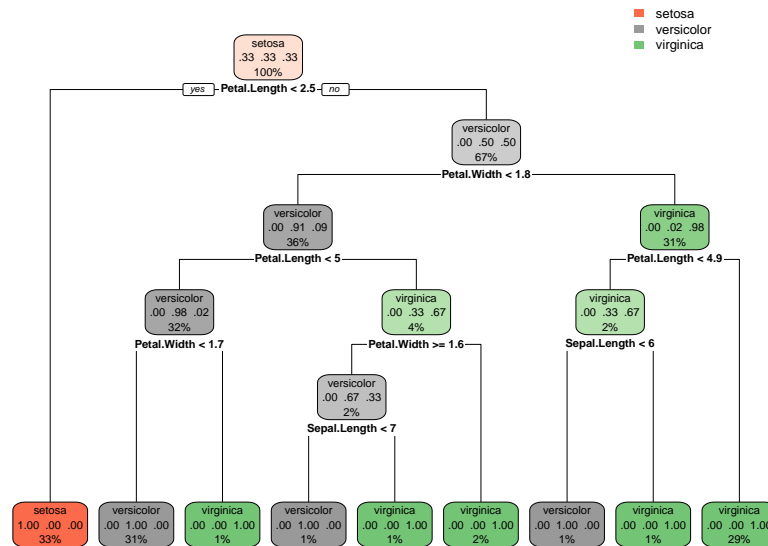 setosa
versicolor
virginica
setosa
.33 .33 .33
100%
yes Petal.Length < 2.5 no
versicolor
.00 .50 .50
67%
Petal.Width < 1.8
versicolor
.00 .91 .09
36%
Petal.Length < 5
virginica
.00 .02 .98
31%
Petal.Length < 4.9
versicolor
.00 .98 .02
32%
Petal.Width < 1.7
virginica
.00 .33 .67
4%
Petal.Width >= 1.6
virginica
.00 .33 .67
2%
Sepal.Length < 6
versicolor
.00 .67 .33
2%
Sepal.Length < 7
setosa
1.00 .00 .00
33%
versicolor
.00 1.00 .00
31%
virginica
.00 .00 1.00
1%
versicolor
.00 1.00 .00
1%
virginica
.00 .00 1.00
1%
virginica
.00 .00 1.00
2%
versicolor
.00 1.00 .00
1%
virginica
.00 .00 1.00
1%
virginica
.00 .00 1.00
29%